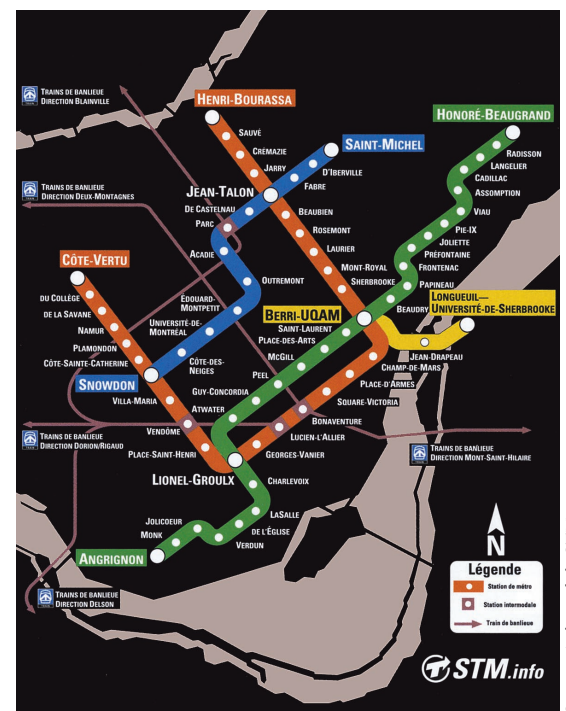 TRAINS DE BANLIEUE
DIRECTION BLAINVILLE
HENRI-BOURASSA
HONORÉ-BEAUGRAND
SAUVÉ
CRÉMAZIE
JARRY
SAINT-MICHEL
D'IBERVILLE
FABRE
RADISSON
LANGELIER
CADILLAC
ASSOMPTION
VIAU
PIE-IX
JOLIETTE
PRÉFONTAINE
FRONTENAC
PAPINEAU
BEAUDRY
TRAINS DE BANLIEUE
DIRECTION DEUX-MONTAGNES
JEAN-TALON
DE CASTELNAU
PARC
ACADIE
OUTREMONT
ÉDOUARD-
MONTPETIT
UNIVERSITÉ-DE-
MONTRÉAL
CÔTE-DES-
NEIGES
BEAUBIEN
ROSEMONT
LAURIER
MONT-ROYAL
SHERBROOKE
CÔTE-VERTU
DU COLLÈGE
DE LA SAVANE
NAMUR
PLAMONDON
CÔTE-SAINTE-CATHERINE
SNOWDON
VILLA-MARIA
VENDÔME
PLACE-SAINT-HENRI
LIONEL-GROULX
BERRI-UQAM
LONGUEUIL—
UNIVERSITÉ-DE-SHERBROOKE
JEAN-DRAPEAU
CHAMP-DE-MARS
PLACE-D'ARMES
SQUARE-VICTORIA
BONAVENTURE
LUCIEN-L'ALLIER
GEORGES-VANIER
SAINT-LAURENT
PLACE-DES-ARTS
MCGILL
PEEL
GUY-CONCORDIA
ATWATER
CHARLEVOIX
LASALLE
DE L'ÉGLISE
VERDUN
JOLICOEUR
MONK
ANGRIGNON
TRAINS DE BANLIEUE
DIRECTION DORION/RIGAUD
TRAINS DE BANLIEUE
DIRECTION MONT-SAINT-HILAIRE
TRAINS DE BANLIEUE
DIRECTION DELSON
N
Légende
Station de métro
Station intermodale
Train de banlieue
STM.info